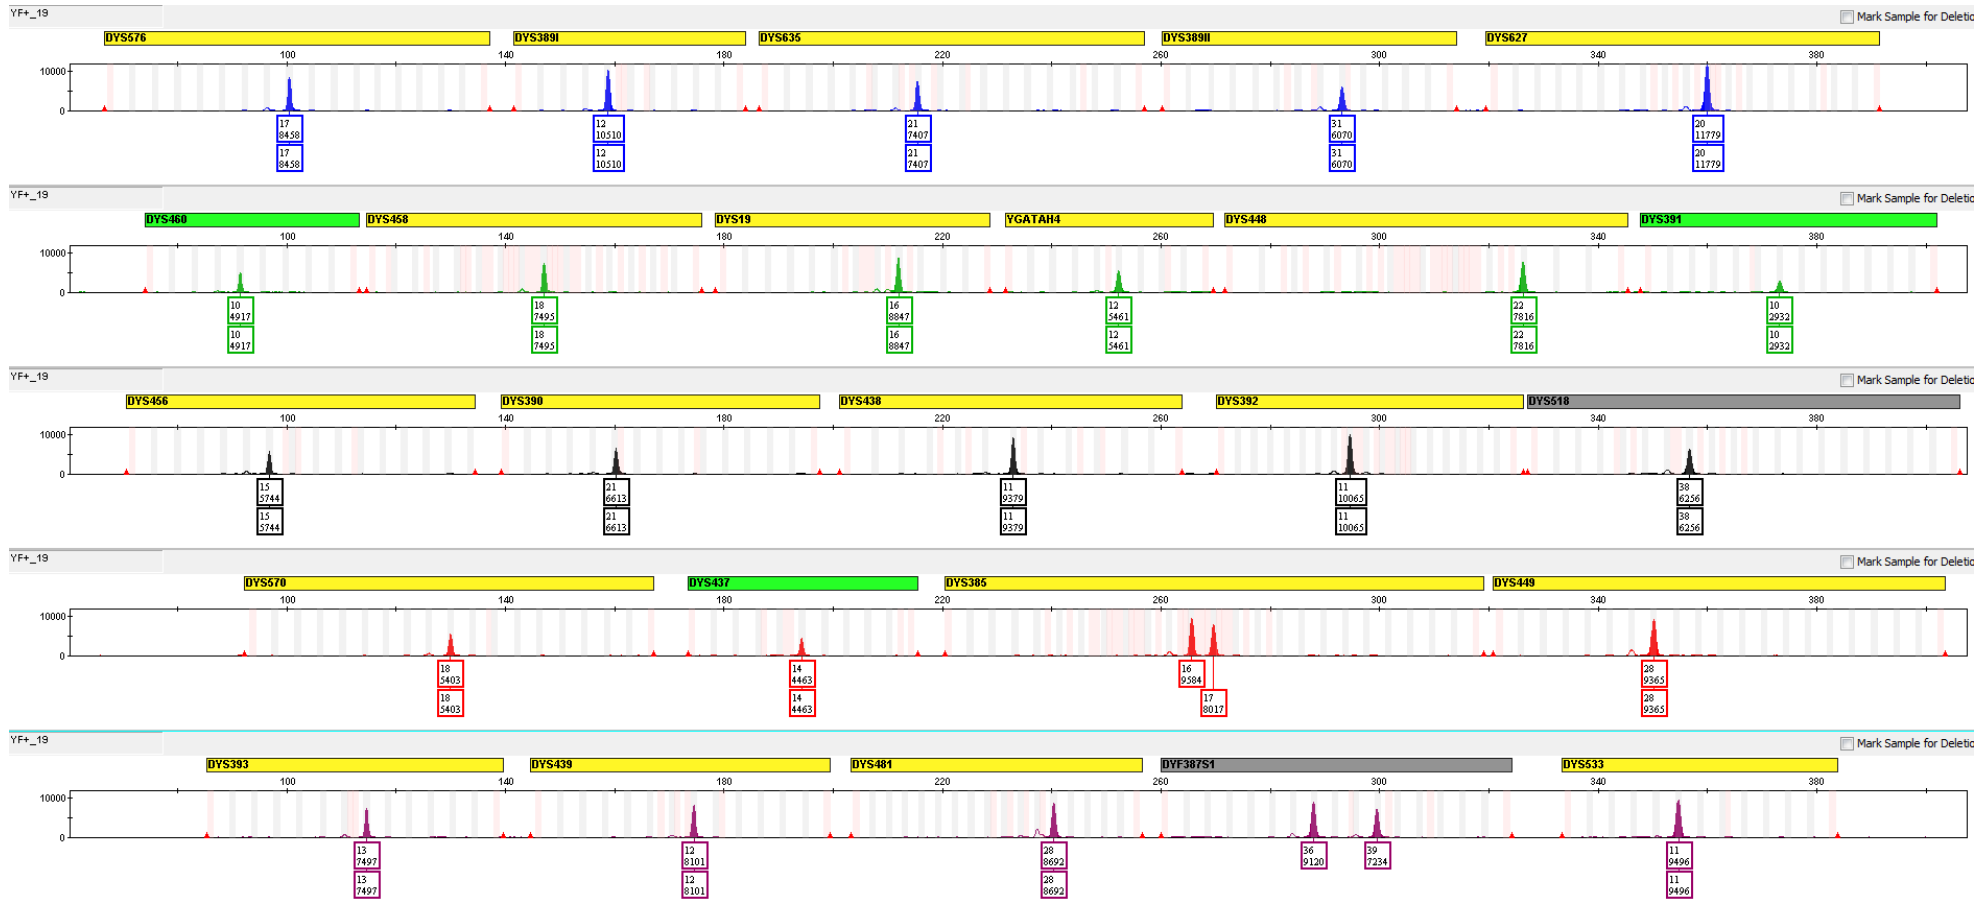 YF+_19
Mark Sample for Deletic
DYS576 DYS389I DYS635 DYS389II DYS627
100 140 180 220 260 300 340 380
10000
0
17 12 21 31 20
8458 10510 7407 6070 11779
17 12 21 31 20
8458 10510 7407 6070 11779
YF+_19
Mark Sample for Deletic
DYS460 DYS458 DYS19 YGATAH4 DYS448 DYS391
100 140 180 220 260 300 340 380
10000
0
10 18 16 12 22 10
4917 7495 8847 5461 7816 2932
10 18 16 12 22 10
4917 7495 8847 5461 7816 2932
YF+_19
Mark Sample for Deletic
DYS456 DYS390 DYS438 DYS392 DYS518
100 140 180 220 260 300 340 380
10000
0
15 21 11 11 38
5744 6613 9379 10065 6256
15 21 11 11 38
5744 6613 9379 10065 6256
YF+_19
Mark Sample for Deletic
DYS570 DYS437 DYS385 DYS449
100 140 180 220 260 300 340 380
10000
0
18 14 16 28
5403 4463 9584 9365
18 14 17 28
5403 4463 8017 9365
YF+_19
Mark Sample for Deletic
DYS393 DYS439 DYS481 DYF387S1 DYS533
100 140 180 220 260 300 340 380
10000
0
13 12 28 36 39 11
7497 8101 8692 9120 7234 9496
13 12 28 11
7497 8101 8692 9496